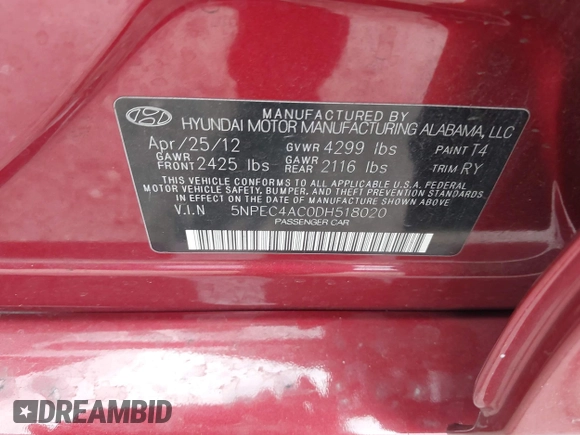 MANUFACTURED BY
HYUNDAI MOTOR MANUFACTURING ALABAMA, LLC
Apr/25/12 GVWR 4299 lbs PAINT T4
GAWR FRONT 2425 lbs GAWR REAR 2116 lbs TRIM RY
THIS VEHICLE CONFORMS TO ALL APPLICABLE U.S.A. FEDERAL
MOTOR VEHICLE SAFETY, BUMPER, AND THEFT PREVENTION STANDARDS
IN EFFECT ON THE DATE OF MANUFACTURE SHOWN ABOVE.
V.I.N 5NPEC4AC0DH518020
PASSENGER CAR
DREAMBID